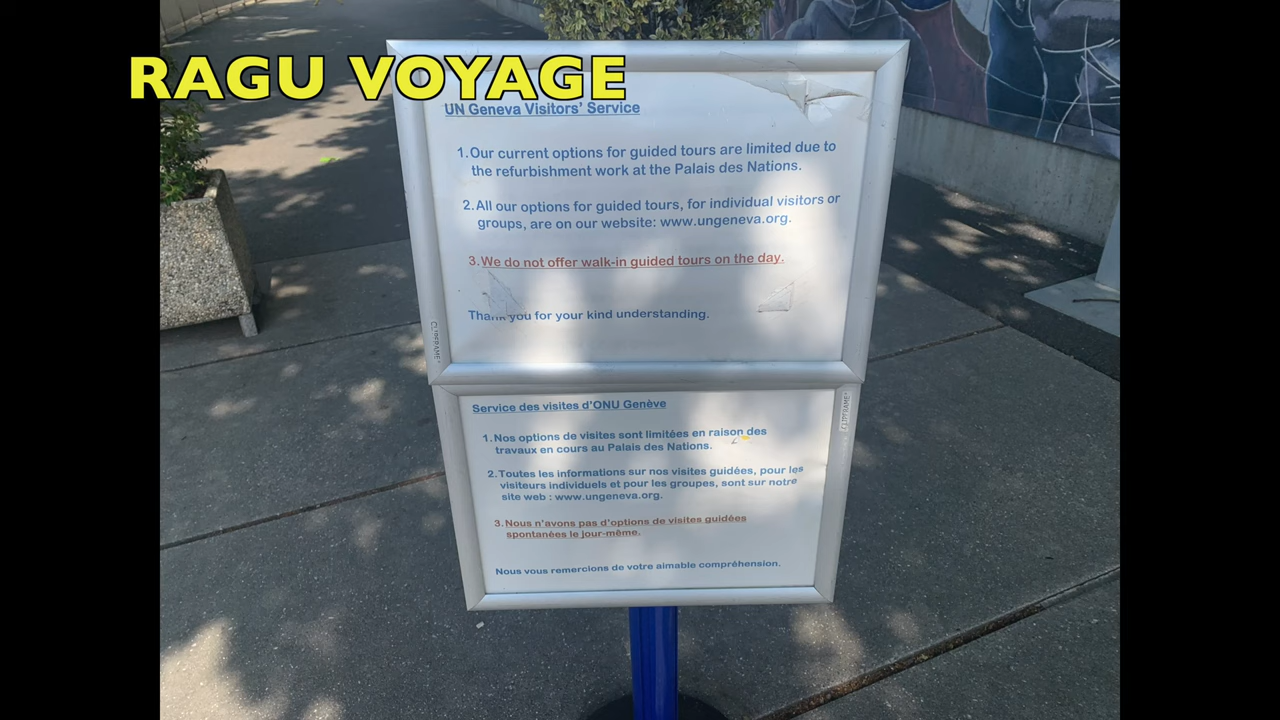 RAGU VOYAGE
UN Geneva Visitors' Service
1. Our current options for guided tours are limited due to
the refurbishment work at the Palais des Nations.
2. All our options for guided tours, for individual visitors or
groups, are on our website: www.ungeneva.org.
3. We do not offer walk-in guided tours on the day.
Thank you for your kind understanding.
CLIPFRAME
Service des visites d'ONU Genève
CLIPFRAME
1. Nos options de visites sont limitées en raison des
travaux en cours au Palais des Nations.
2. Toutes les informations sur nos visites guidées, pour les
visiteurs individuels et pour les groupes, sont sur notre
site web : www.ungeneva.org.
3. Nous n'avons pas d'options de visites guidées
spontanées le jour-même.
Nous vous remercions de votre aimable compréhension.